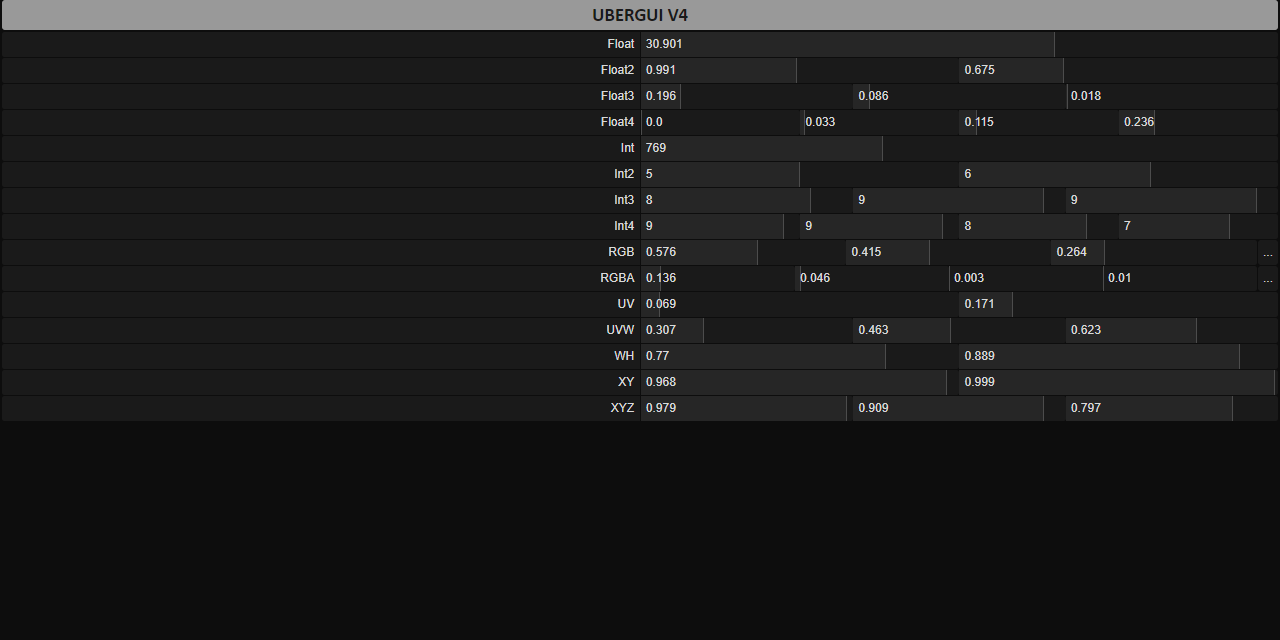 UBERGUI V4
Float 30.901
Float2 0.991 0.675
Float3 0.196 0.086 0.018
Float4 0.0 0.033 0.115 0.236
Int 769
Int2 5 6
Int3 8 9 9
Int4 9 9 8 7
RGB 0.576 0.415 0.264 ...
RGBA 0.136 0.046 0.003 0.01 ...
UV 0.069 0.171
UVW 0.307 0.463 0.623
WH 0.77 0.889
XY 0.968 0.999
XYZ 0.979 0.909 0.797